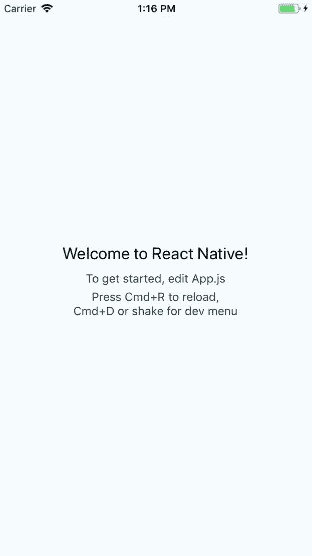 Carrier 1:16 PM
Welcome to React Native!
To get started, edit App.js
Press Cmd+R to reload,
Cmd+D or shake for dev menu